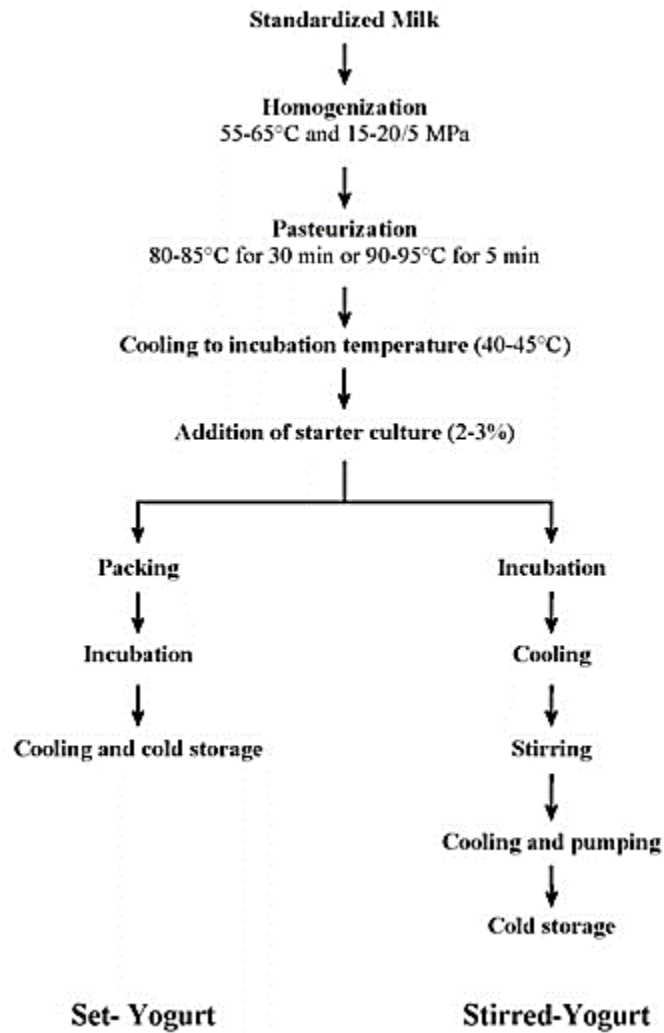 Standardized Milk
Homogenization
55-65°C and 15-20/5 MPa
Pasteurization
80-85°C for 30 min or 90-95°C for 5 min
Cooling to incubation temperature (40-45°C)
Addition of starter culture (2-3%)
Packing
Incubation
Cooling and cold storage
Set- Yogurt
Incubation
Cooling
Stirring
Cooling and pumping
Cold storage
Stirred-Yogurt